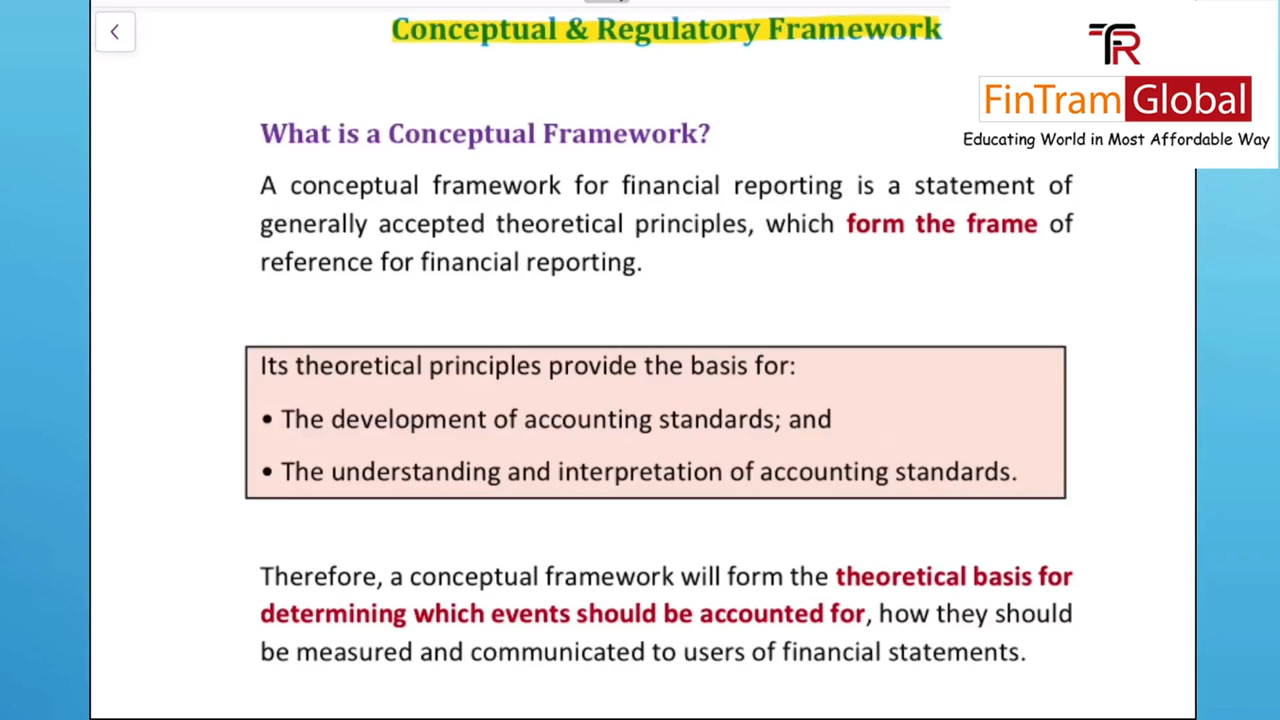 Conceptual & Regulatory Framework
FR
FinTram Global
Educating World in Most Affordable Way
What is a Conceptual Framework?
A conceptual framework for financial reporting is a statement of
generally accepted theoretical principles, which form the frame of
reference for financial reporting.
Its theoretical principles provide the basis for:
• The development of accounting standards; and
• The understanding and interpretation of accounting standards.
Therefore, a conceptual framework will form the theoretical basis for
determining which events should be accounted for, how they should
be measured and communicated to users of financial statements.